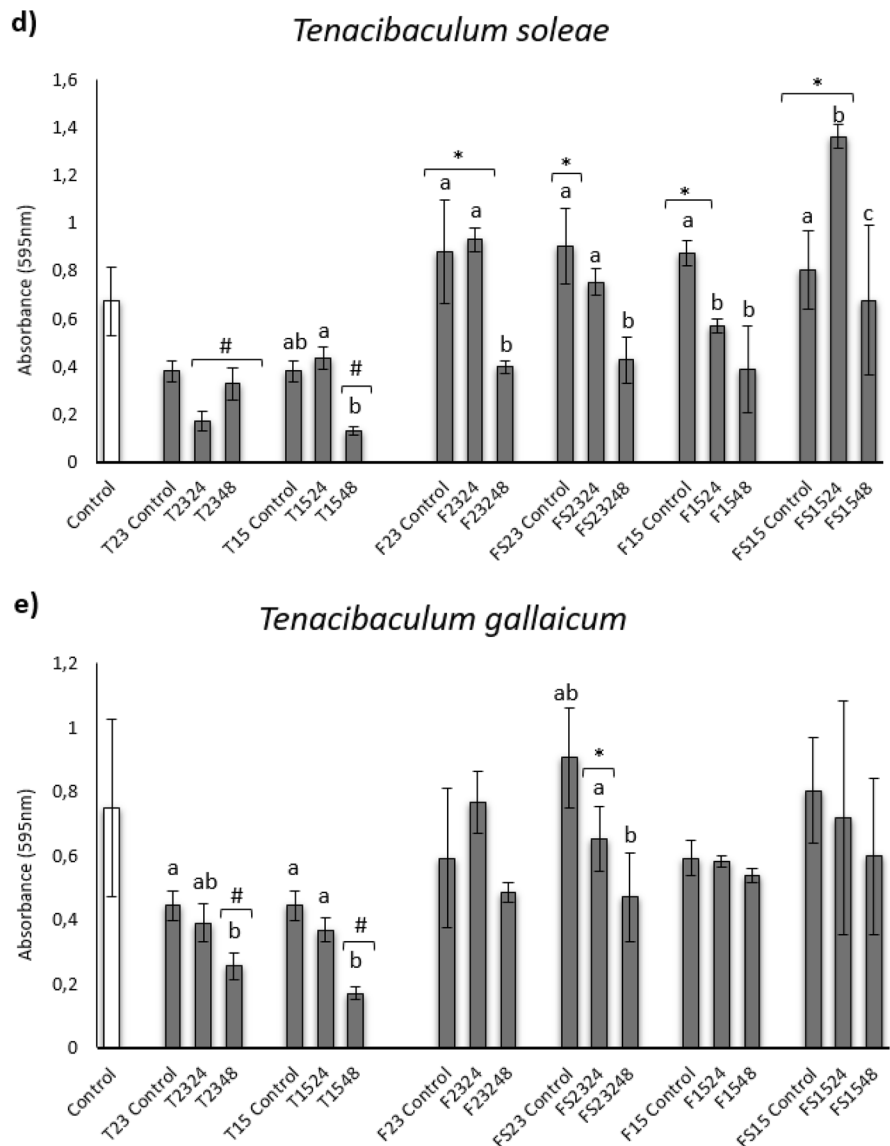 d)
Tenacibaculum soleae
Absorbance (595nm)
1,6
1,4
1,2
1
0,8
0,6
0,4
0,2
0
#
ab
a
#
b
*
a
a
b
*
a
a
b
*
a
b
b
*
a
b
c
Control
T23 Control
T2324
T2348
T15 Control
T1524
T1548
F23 Control
F2324
F23248
FS23 Control
FS2324
FS23248
F15 Control
F1524
F1548
FS15 Control
FS1524
FS1548
e)
Tenacibaculum gallaicum
Absorbance (595nm)
1,2
1
0,8
0,6
0,4
0,2
0
a
ab
#
b
a
a
#
b
ab
*
a
b
Control
T23 Control
T2324
T2348
T15 Control
T1524
T1548
F23 Control
F2324
F23248
FS23 Control
FS2324
FS23248
F15 Control
F1524
F1548
FS15 Control
FS1524
FS1548